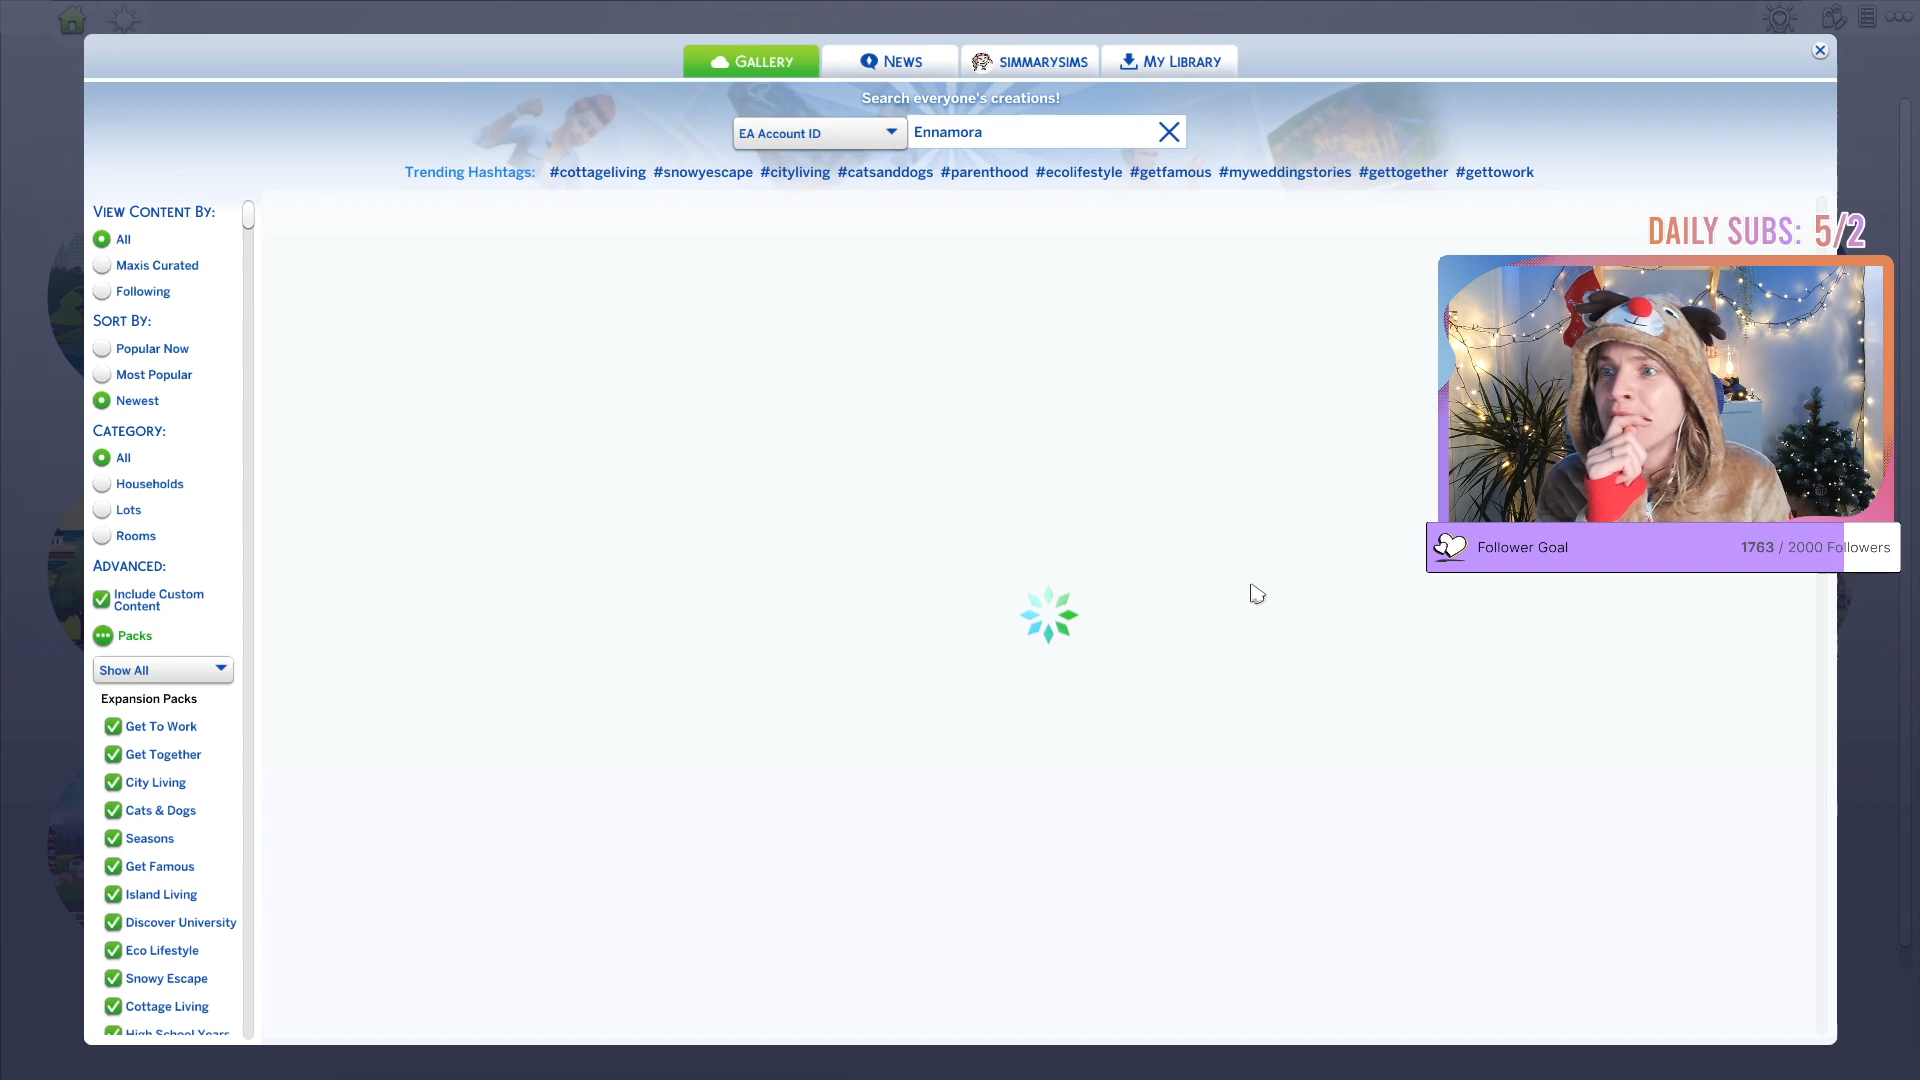 GALLERY
NEWS
SIMMARYSIMS
MY LIBRARY
Search everyone's creations!
EA Account ID
Ennamora
Trending Hashtags: #cottageliving #snowyescape #cityliving #catsanddogs #parenthood #ecolifestyle #getfamous #myweddingstories #gettogether #gettowork
VIEW CONTENT BY:
All
Maxis Curated
Following
SORT BY:
Popular Now
Most Popular
Newest
CATEGORY:
All
Households
Lots
Rooms
ADVANCED:
Include Custom
Content
Packs
Show All
Expansion Packs
Get To Work
Get Together
City Living
Cats & Dogs
Seasons
Get Famous
Island Living
Discover University
Eco Lifestyle
Snowy Escape
Cottage Living
High School Years
DAILY SUBS: 5/2
Follower Goal
1763 / 2000 Followers